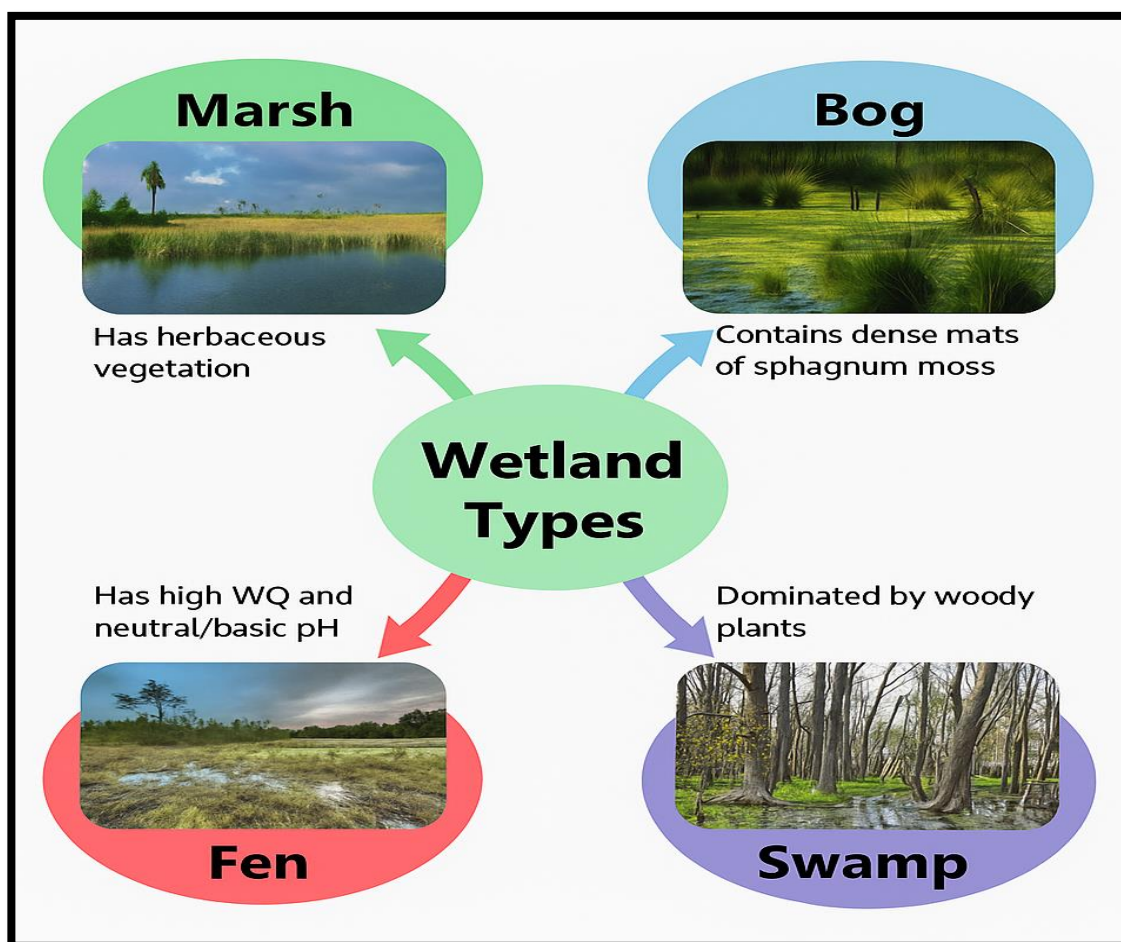 Marsh
Has herbaceous
vegetation
Bog
Contains dense mats
of sphagnum moss
Wetland
Types
Has high WQ and
neutral/basic pH
Fen
Dominated by woody
plants
Swamp